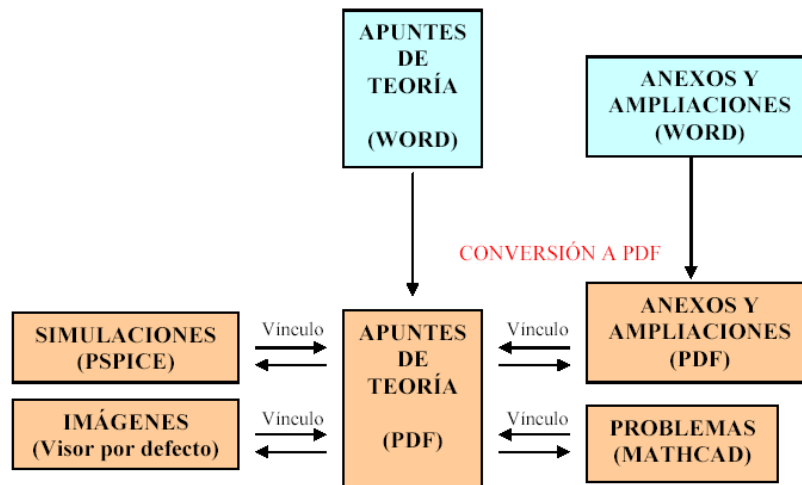 APUNTES
DE
TEORÍA
(WORD)
ANEXOS Y
AMPLIACIONES
(WORD)
CONVERSIÓN A PDF
SIMULACIONES
(PSPICE)
Vínculo
APUNTES
DE
TEORÍA
(PDF)
Vínculo
ANEXOS Y
AMPLIACIONES
(PDF)
IMÁGENES
(Visor por defecto)
Vínculo
Vínculo
PROBLEMAS
(MATHCAD)